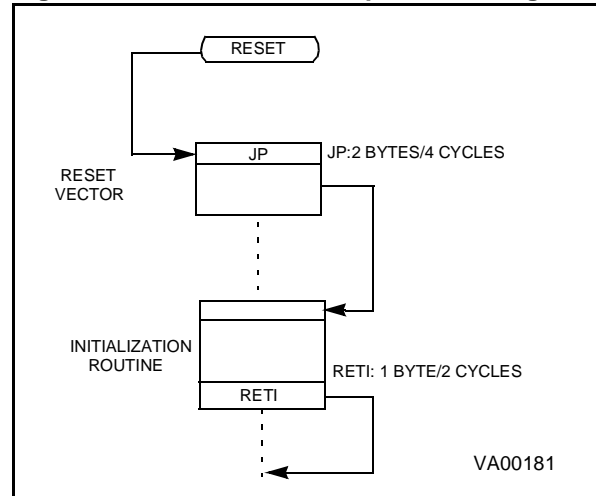 RESET
JP
JP:2 BYTES/4 CYCLES
RESET
VECTOR
INITIALIZATION
ROUTINE
RETI: 1 BYTE/2 CYCLES
RETI
VA00181